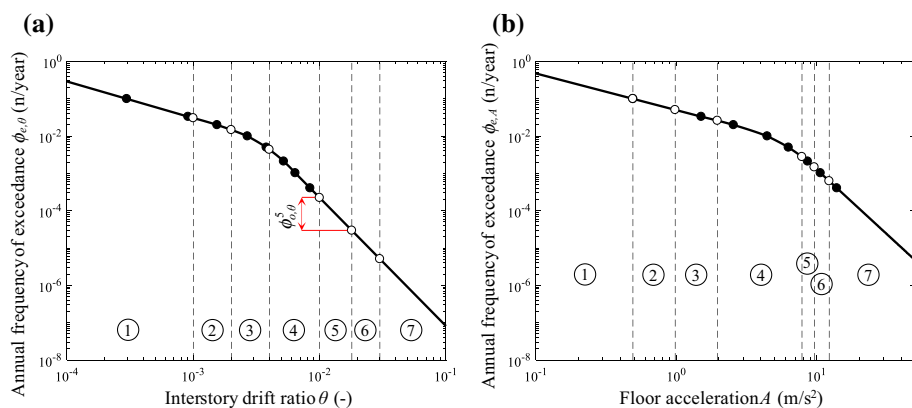 (a)
Annual frequency of exceedance ϕe,θ (n/year)
10^0
10^-2
10^-4
10^-6
10^-8
ϕ^5_o,θ
1 2 3 4 5 6 7
10^-4 10^-3 10^-2 10^-1
Interstory drift ratio θ (-)
(b)
Annual frequency of exceedance ϕe,A (n/year)
10^0
10^-2
10^-4
10^-6
10^-8
1 2 3 4 5 6 7
10^-1 10^0 10^1
Floor acceleration A (m/s^2)